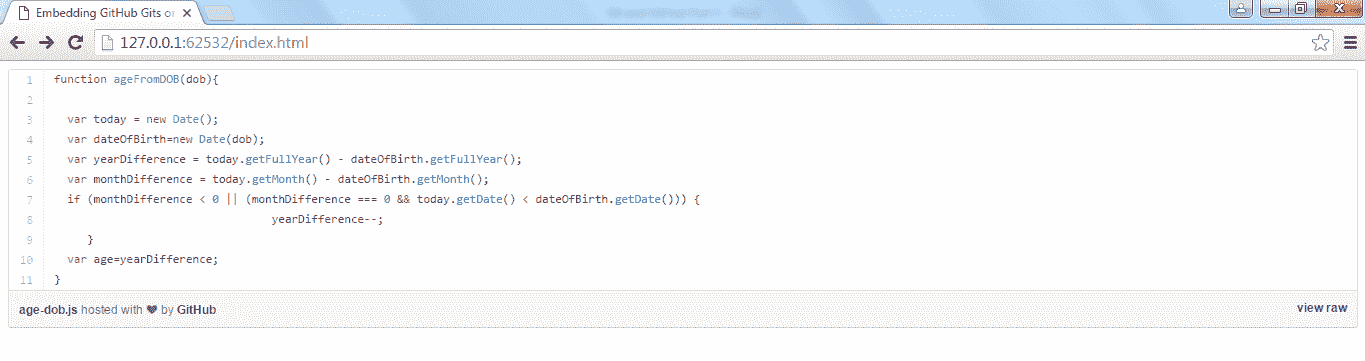 Embedding GitHub Gits or
127.0.0.1:62532/index.html
1 function ageFromDOB(dob){
2
3 var today = new Date();
4 var dateOfBirth=new Date(dob);
5 var yearDifference = today.getFullYear() - dateOfBirth.getFullYear();
6 var monthDifference = today.getMonth() - dateOfBirth.getMonth();
7 if (monthDifference < 0 || (monthDifference === 0 && today.getDate() < dateOfBirth.getDate())) {
8 yearDifference--;
9 }
10 var age=yearDifference;
11 }
age-dob.js hosted with ❤ by GitHub view raw